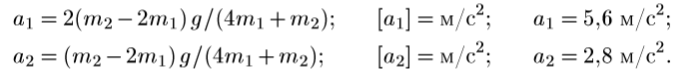 a₁ = 2(m₂ − 2m₁) g/(4m₁ + m₂); [a₁] = м/с²; a₁ = 5,6 м/с²;
a₂ = (m₂ − 2m₁) g/(4m₁ + m₂); [a₂] = м/с²; a₂ = 2,8 м/с².